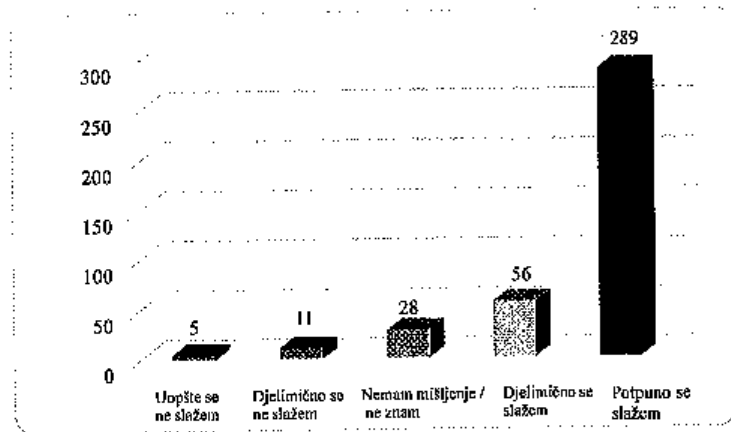 289
300
250
200
150
100
50
0
5
11
28
56
Uopšte se
ne slažem
Djelimično se
ne slažem
Nemam mišljenje /
ne znam
Djelimično se
slažem
Potpuno se
slažem